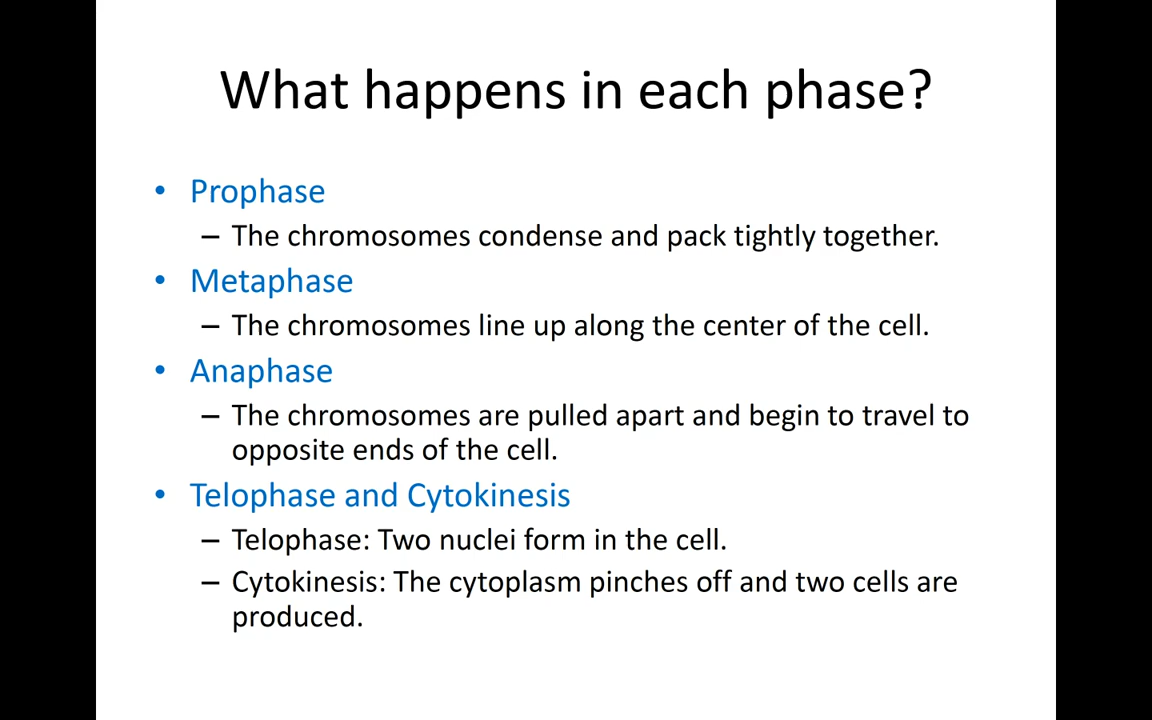 What happens in each phase?
• Prophase
– The chromosomes condense and pack tightly together.
• Metaphase
– The chromosomes line up along the center of the cell.
• Anaphase
– The chromosomes are pulled apart and begin to travel to
opposite ends of the cell.
• Telophase and Cytokinesis
– Telophase: Two nuclei form in the cell.
– Cytokinesis: The cytoplasm pinches off and two cells are
produced.